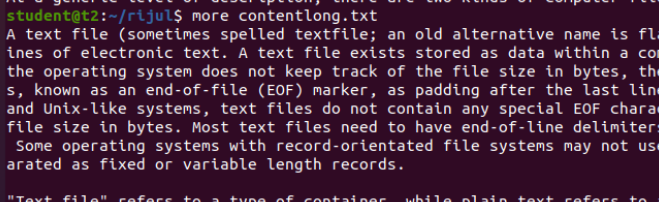 At a general level of description, there are two kinds of computer file
student@t2:~/rijul$ more contentlong.txt
A text file (sometimes spelled textfile; an old alternative name is fla
ines of electronic text. A text file exists stored as data within a com
the operating system does not keep track of the file size in bytes, the
s, known as an end-of-file (EOF) marker, as padding after the last line
and Unix-like systems, text files do not contain any special EOF charac
file size in bytes. Most text files need to have end-of-line delimiters
 Some operating systems with record-orientated file systems may not use
arated as fixed or variable length records.
"Text file" refers to a type of container, while plain text refers to